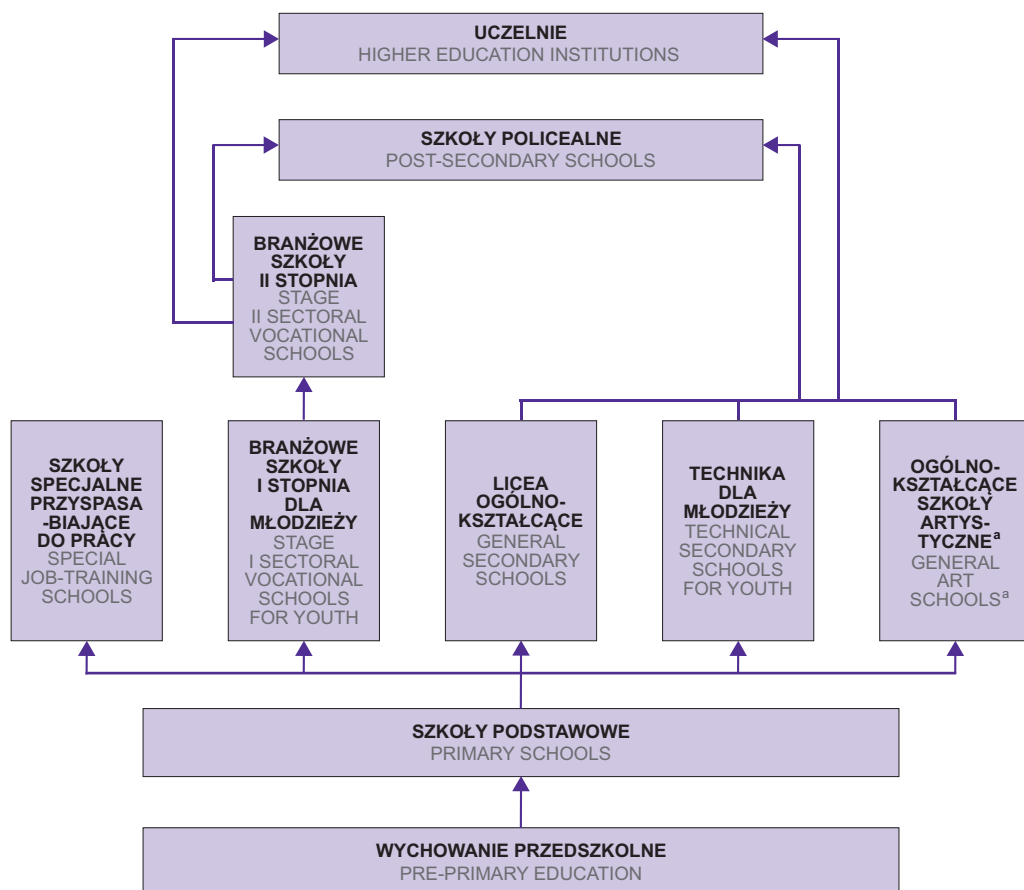 UCZELNIE
HIGHER EDUCATION INSTITUTIONS
SZKOŁY POLICEALNE
POST-SECONDARY SCHOOLS
BRANŻOWE
SZKOŁY
II STOPNIA
STAGE
II SECTORAL
VOCATIONAL
SCHOOLS
SZKOŁY
SPECJALNE
PRZYSPASA
-BIAJĄCE
DO PRACY
SPECIAL
JOB-TRAINING
SCHOOLS
BRANŻOWE
SZKOŁY
I STOPNIA
DLA
MŁODZIEŻY
STAGE
I SECTORAL
VOCATIONAL
SCHOOLS
FOR YOUTH
LICEA
OGÓLNO-
KSZTAŁCĄCE
GENERAL
SECONDARY
SCHOOLS
TECHNIKA
DLA
MŁODZIEŻY
TECHNICAL
SECONDARY
SCHOOLS
FOR YOUTH
OGÓLNO-
KSZTAŁCĄCE
SZKOŁY
ARTYS-
TYCZNEᵃ
GENERAL
ART
SCHOOLSᵃ
SZKOŁY PODSTAWOWE
PRIMARY SCHOOLS
WYCHOWANIE PRZEDSZKOLNE
PRE-PRIMARY EDUCATION